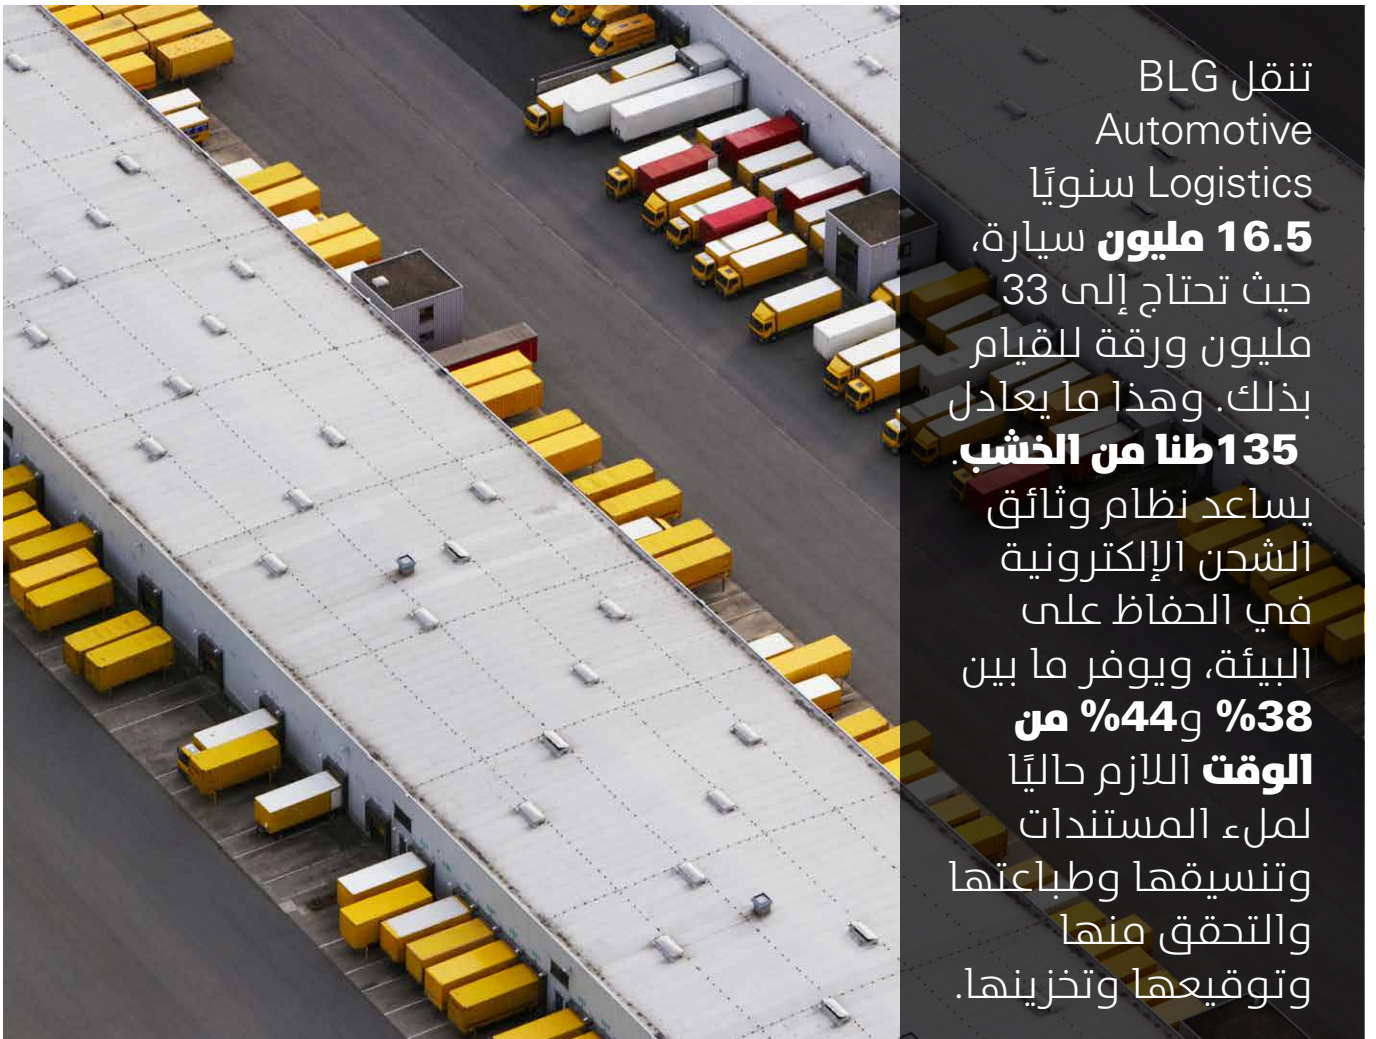 تنقل BLG
Automotive
Logistics سنويًا
16.5 مليون سيارة،
حيث تحتاج إلى 33
مليون ورقة للقيام
بذلك. وهذا ما يعادل
135طنا من الخشب.
يساعد نظام وثائق
الشحن الإلكترونية
في الحفاظ على
البيئة، ويوفر ما بين
38% و44% من
الوقت اللازم حاليًا
لملء المستندات
وتنسيقها وطباعتها
والتحقق منها
وتوقيعها وتخزينها.